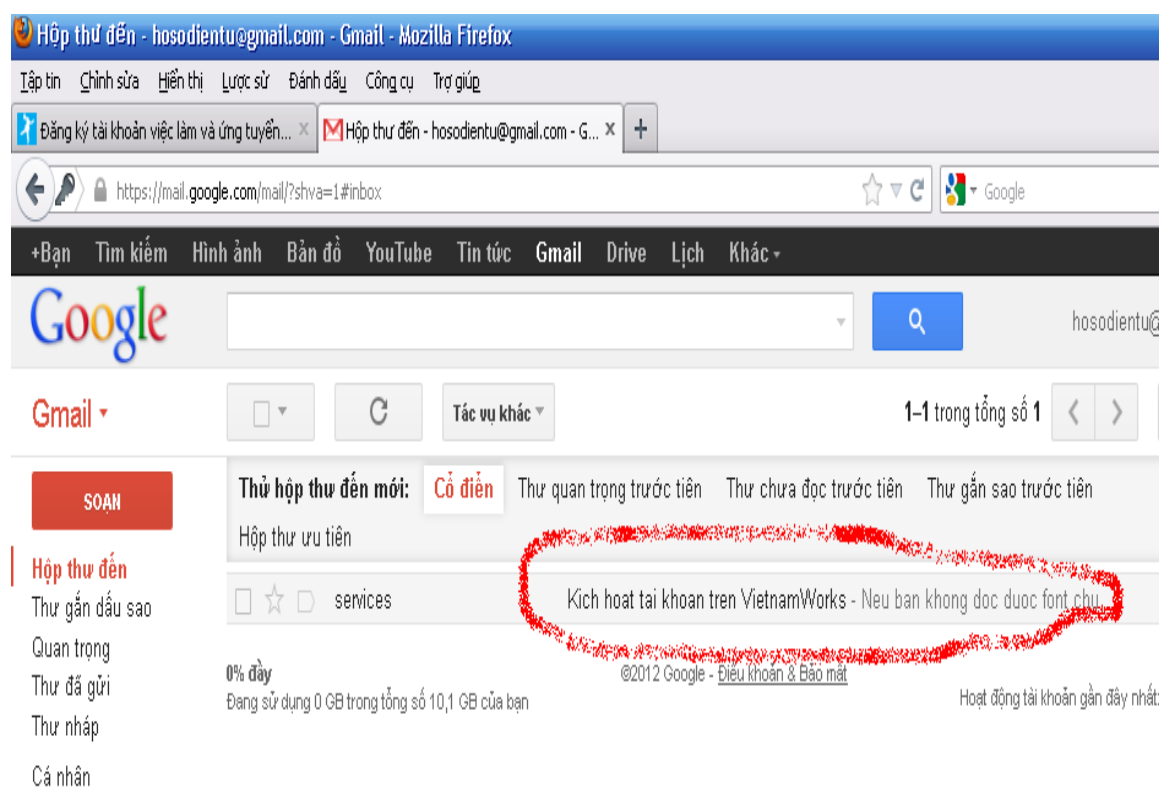 Hộp thư đến - hosodientu@gmail.com - Gmail - Mozilla Firefox
Tập tin Chỉnh sửa Hiển thị Lược sử Đánh dấu Công cụ Trợ giúp
Đăng ký tài khoản việc làm và ứng tuyển... Hộp thư đến - hosodientu@gmail.com - G...
https://mail.google.com/mail/?shva=1#inbox Google
+Bạn Tìm kiếm Hình ảnh Bản đồ YouTube Tin tức Gmail Drive Lịch Khác
Google hosodientu@
Gmail Tác vụ khác 1–1 trong tổng số 1
SOẠN Thử hộp thư đến mới: Cổ điển Thư quan trọng trước tiên Thư chưa đọc trước tiên Thư gắn sao trước tiên
Hộp thư ưu tiên
Hộp thư đến
services Kich hoat tai khoan tren VietnamWorks - Neu ban khong doc duoc font chu
Thư gắn dấu sao
Quan trọng
0% đầy ©2012 Google - Điều khoản & Bảo mật
Thư đã gửi
Đang sử dụng 0 GB trong tổng số 10,1 GB của bạn Hoạt động tài khoản gần đây nhất:
Thư nháp
Cá nhân